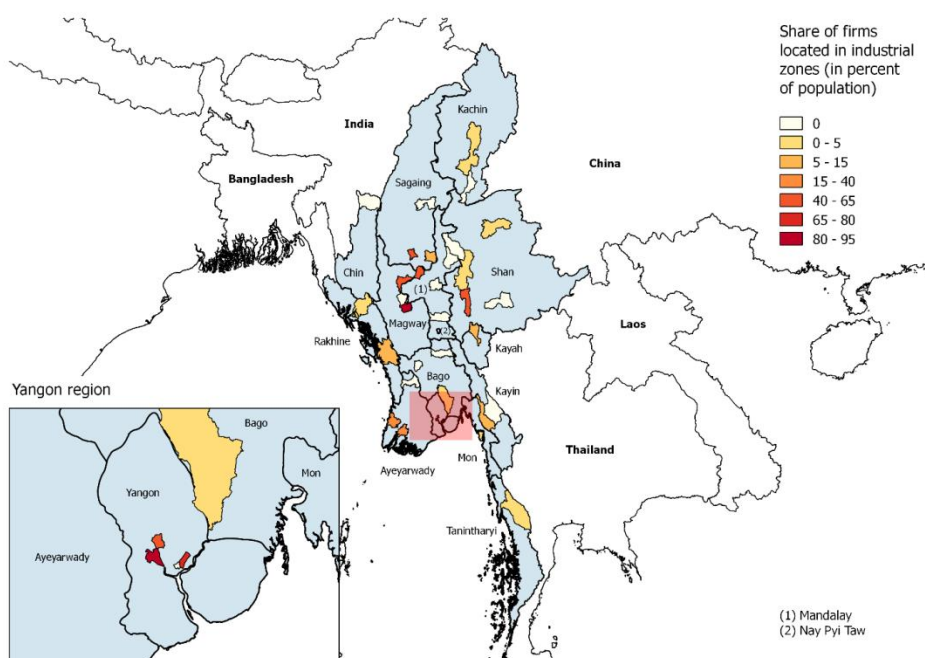 Share of firms
located in industrial
zones (in percent
of population)
0
0 - 5
5 - 15
15 - 40
40 - 65
65 - 80
80 - 95
Kachin
India
China
Sagaing
Bangladesh
Chin
Shan
(1)
Magway
Laos
(2)
Rakhine
Kayah
Bago
Kayin
Thailand
Ayeyarwady
Mon
Tanintharyi
Yangon region
Bago
Mon
Yangon
Ayeyarwady
(1) Mandalay
(2) Nay Pyi Taw